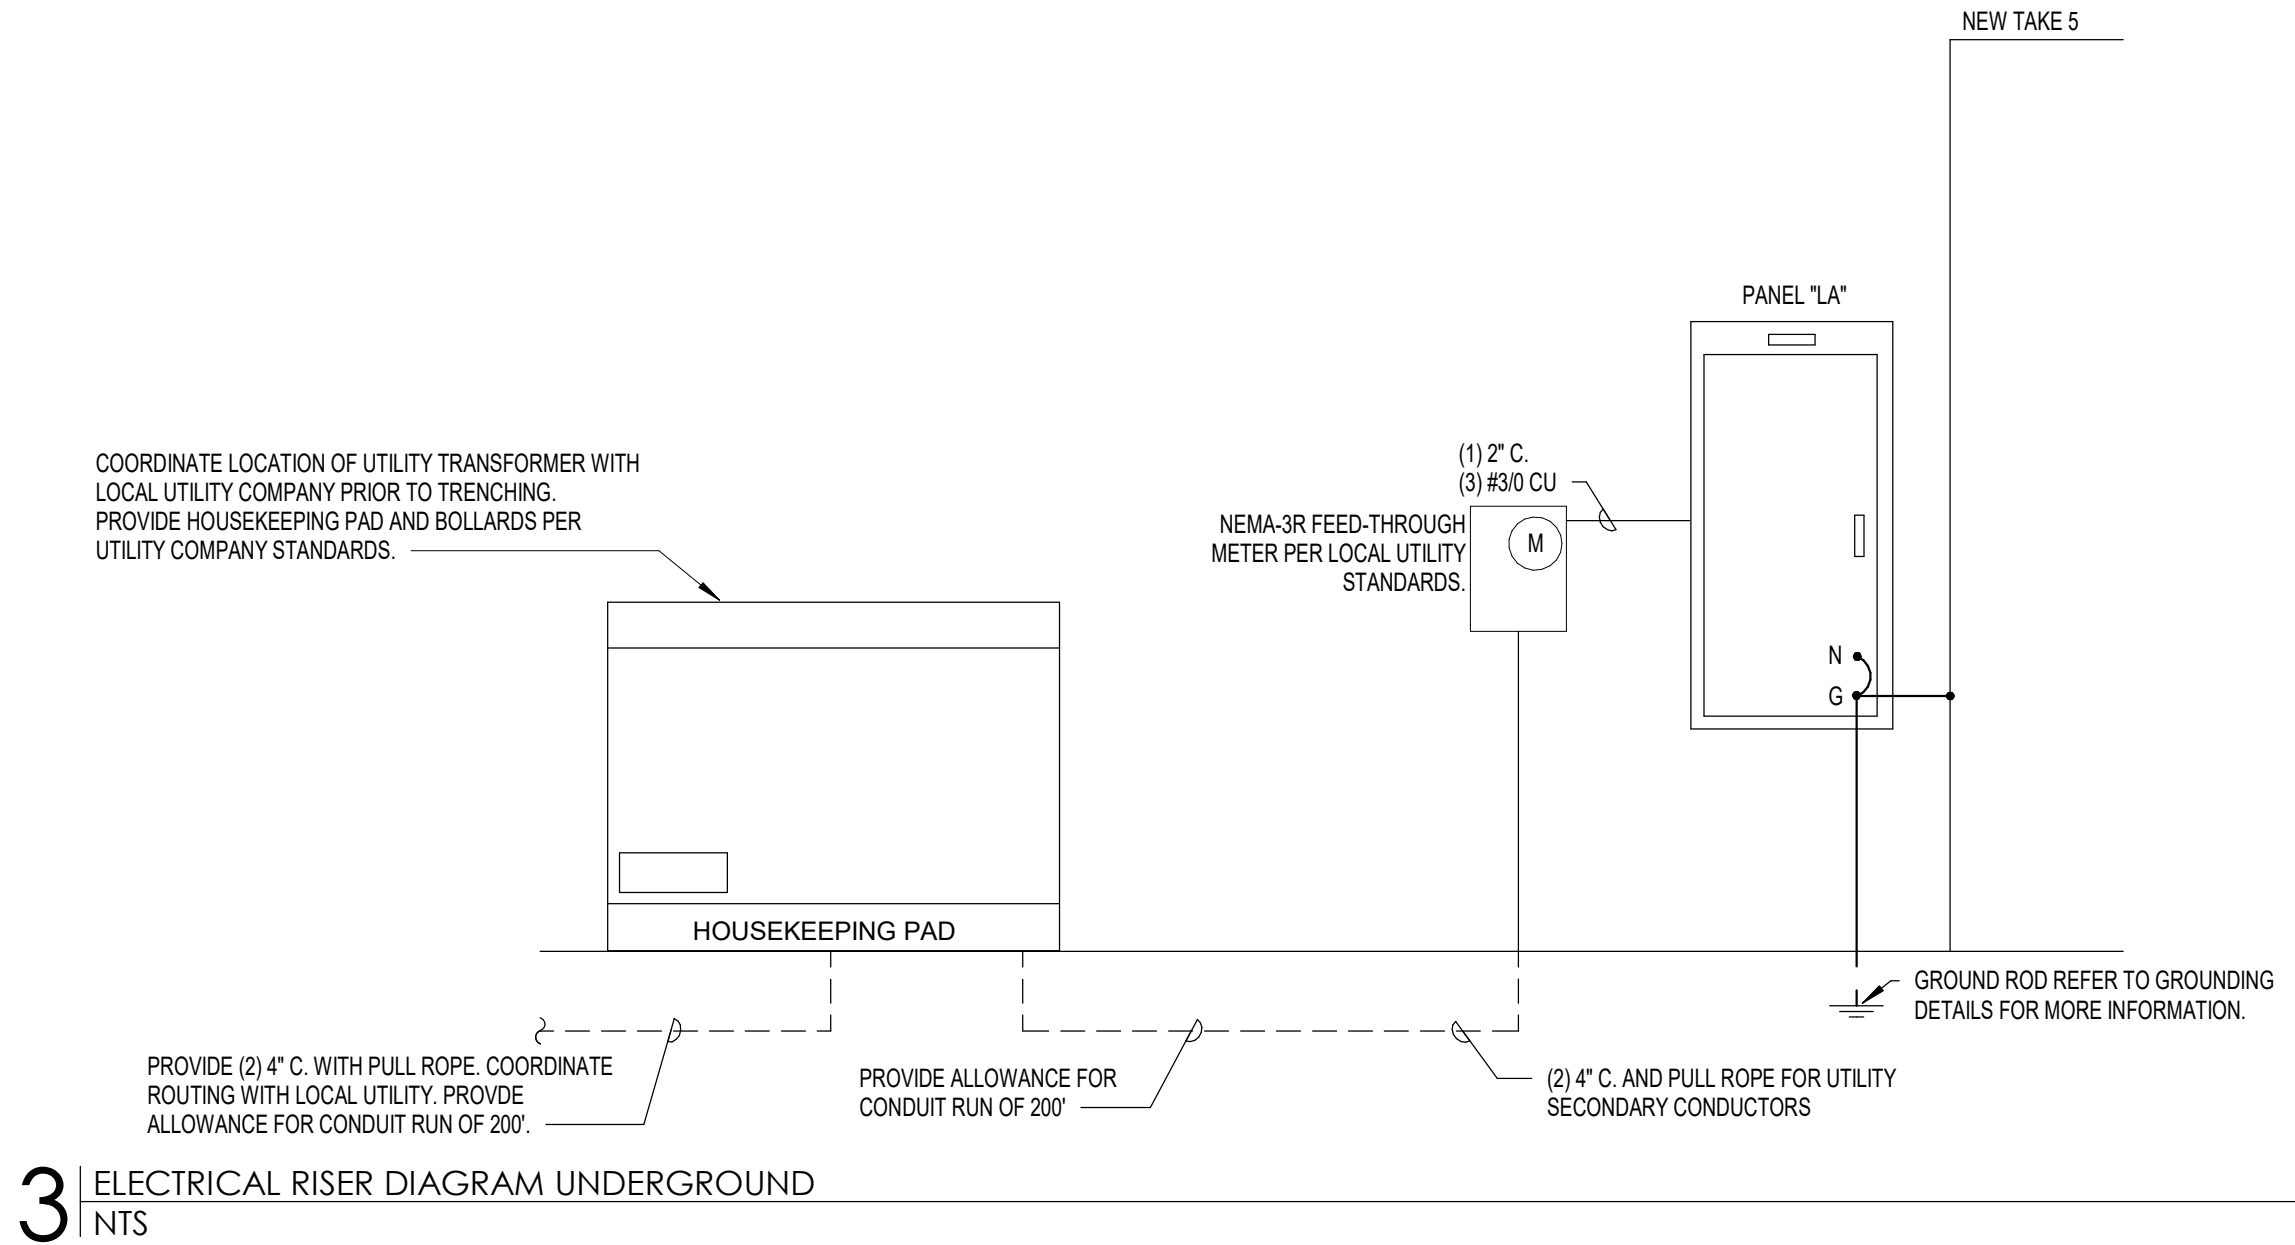 NEW TAKE 5
PANEL "LA"
(1) 2" C.
(3) #3/0 CU
COORDINATE LOCATION OF UTILITY TRANSFORMER WITH
LOCAL UTILITY COMPANY PRIOR TO TRENCHING.
PROVIDE HOUSEKEEPING PAD AND BOLLARDS PER
UTILITY COMPANY STANDARDS.
NEMA-3R FEED-THROUGH
METER PER LOCAL UTILITY
STANDARDS.
M
N
G
HOUSEKEEPING PAD
GROUND ROD REFER TO GROUNDING
DETAILS FOR MORE INFORMATION.
PROVIDE (2) 4" C. WITH PULL ROPE. COORDINATE
ROUTING WITH LOCAL UTILITY. PROVDE
ALLOWANCE FOR CONDUIT RUN OF 200'.
PROVIDE ALLOWANCE FOR
CONDUIT RUN OF 200'
(2) 4" C. AND PULL ROPE FOR UTILITY
SECONDARY CONDUCTORS
3
ELECTRICAL RISER DIAGRAM UNDERGROUND
NTS